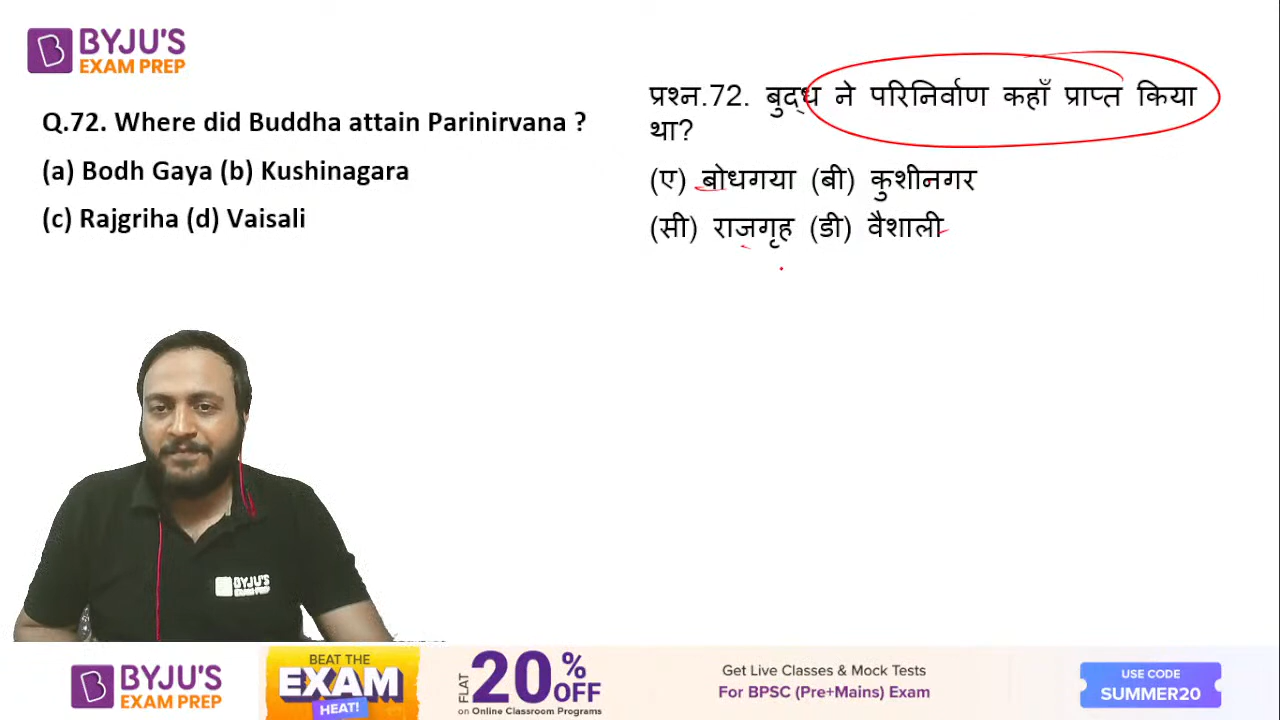 BYJU'S
EXAM PREP
Q.72. Where did Buddha attain Parinirvana ?
(a) Bodh Gaya (b) Kushinagara
(c) Rajgriha (d) Vaisali
प्रश्न.72. बुद्ध ने परिनिर्वाण कहाँ प्राप्त किया
था?
(ए) बोधगया (बी) कुशीनगर
(सी) राजगृह (डी) वैशाली
BYJU'S
EXAM PREP
BYJU'S
EXAM PREP
BEAT THE
EXAM
HEAT!
FLAT
20% OFF
on Online Classroom Programs
Get Live Classes & Mock Tests
For BPSC (Pre+Mains) Exam
USE CODE
SUMMER20